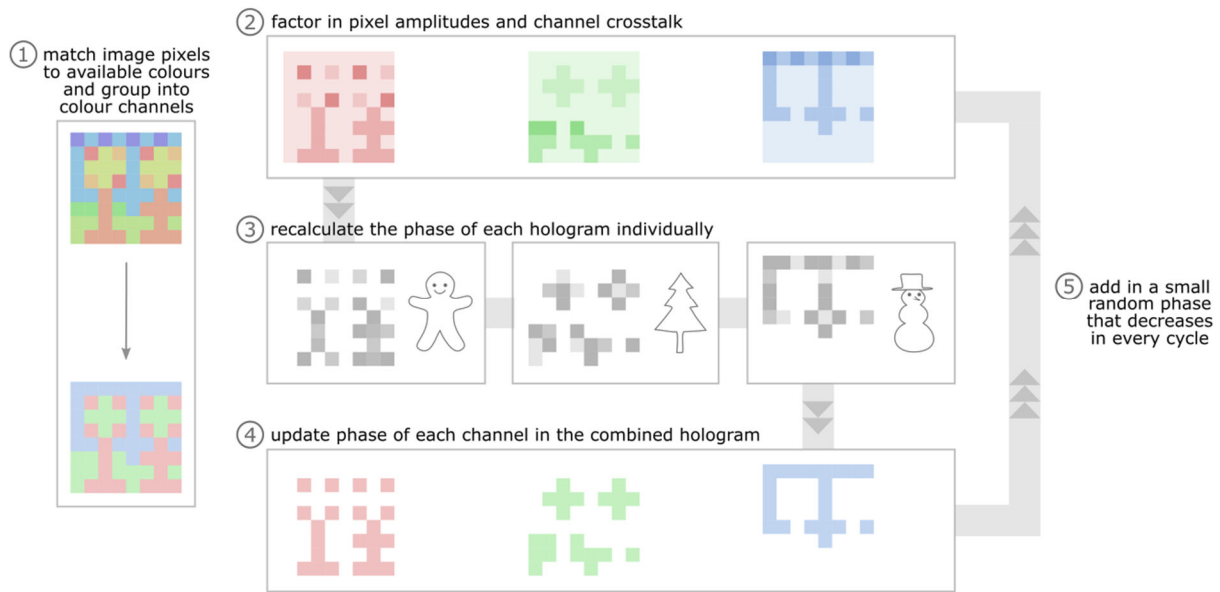 ① match image pixels
to available colours
and group into
colour channels
② factor in pixel amplitudes and channel crosstalk
③ recalculate the phase of each hologram individually
④ update phase of each channel in the combined hologram
⑤ add in a small
random phase
that decreases
in every cycle